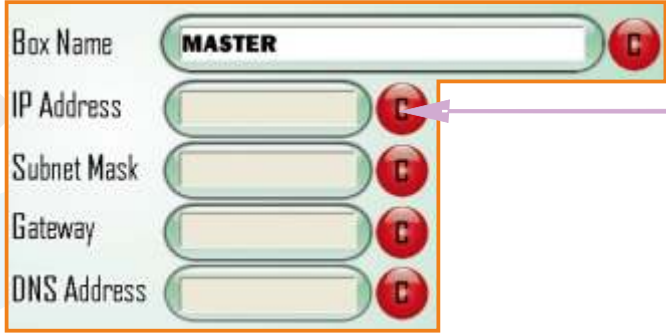 Box Name MASTER C
IP Address C
Subnet Mask C
Gateway C
DNS Address C